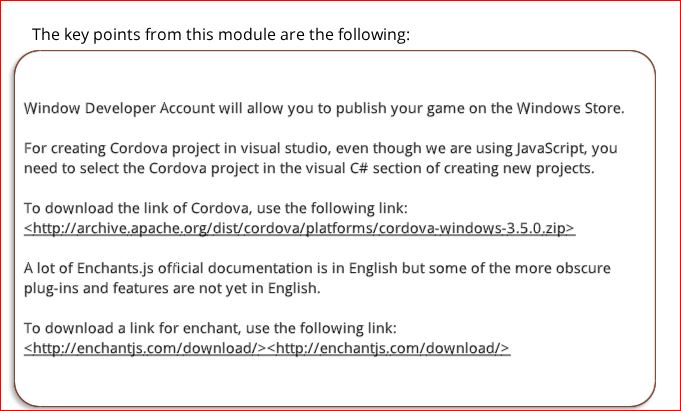 The key points from this module are the following:
Window Developer Account will allow you to publish your game on the Windows Store.
For creating Cordova project in visual studio, even though we are using JavaScript, you
need to select the Cordova project in the visual C# section of creating new projects.
To download the link of Cordova, use the following link:
<http://archive.apache.org/dist/cordova/platforms/cordova-windows-3.5.0.zip>
A lot of Enchants.js official documentation is in English but some of the more obscure
plug-ins and features are not yet in English.
To download a link for enchant, use the following link:
<http://enchantjs.com/download/><http://enchantjs.com/download/>